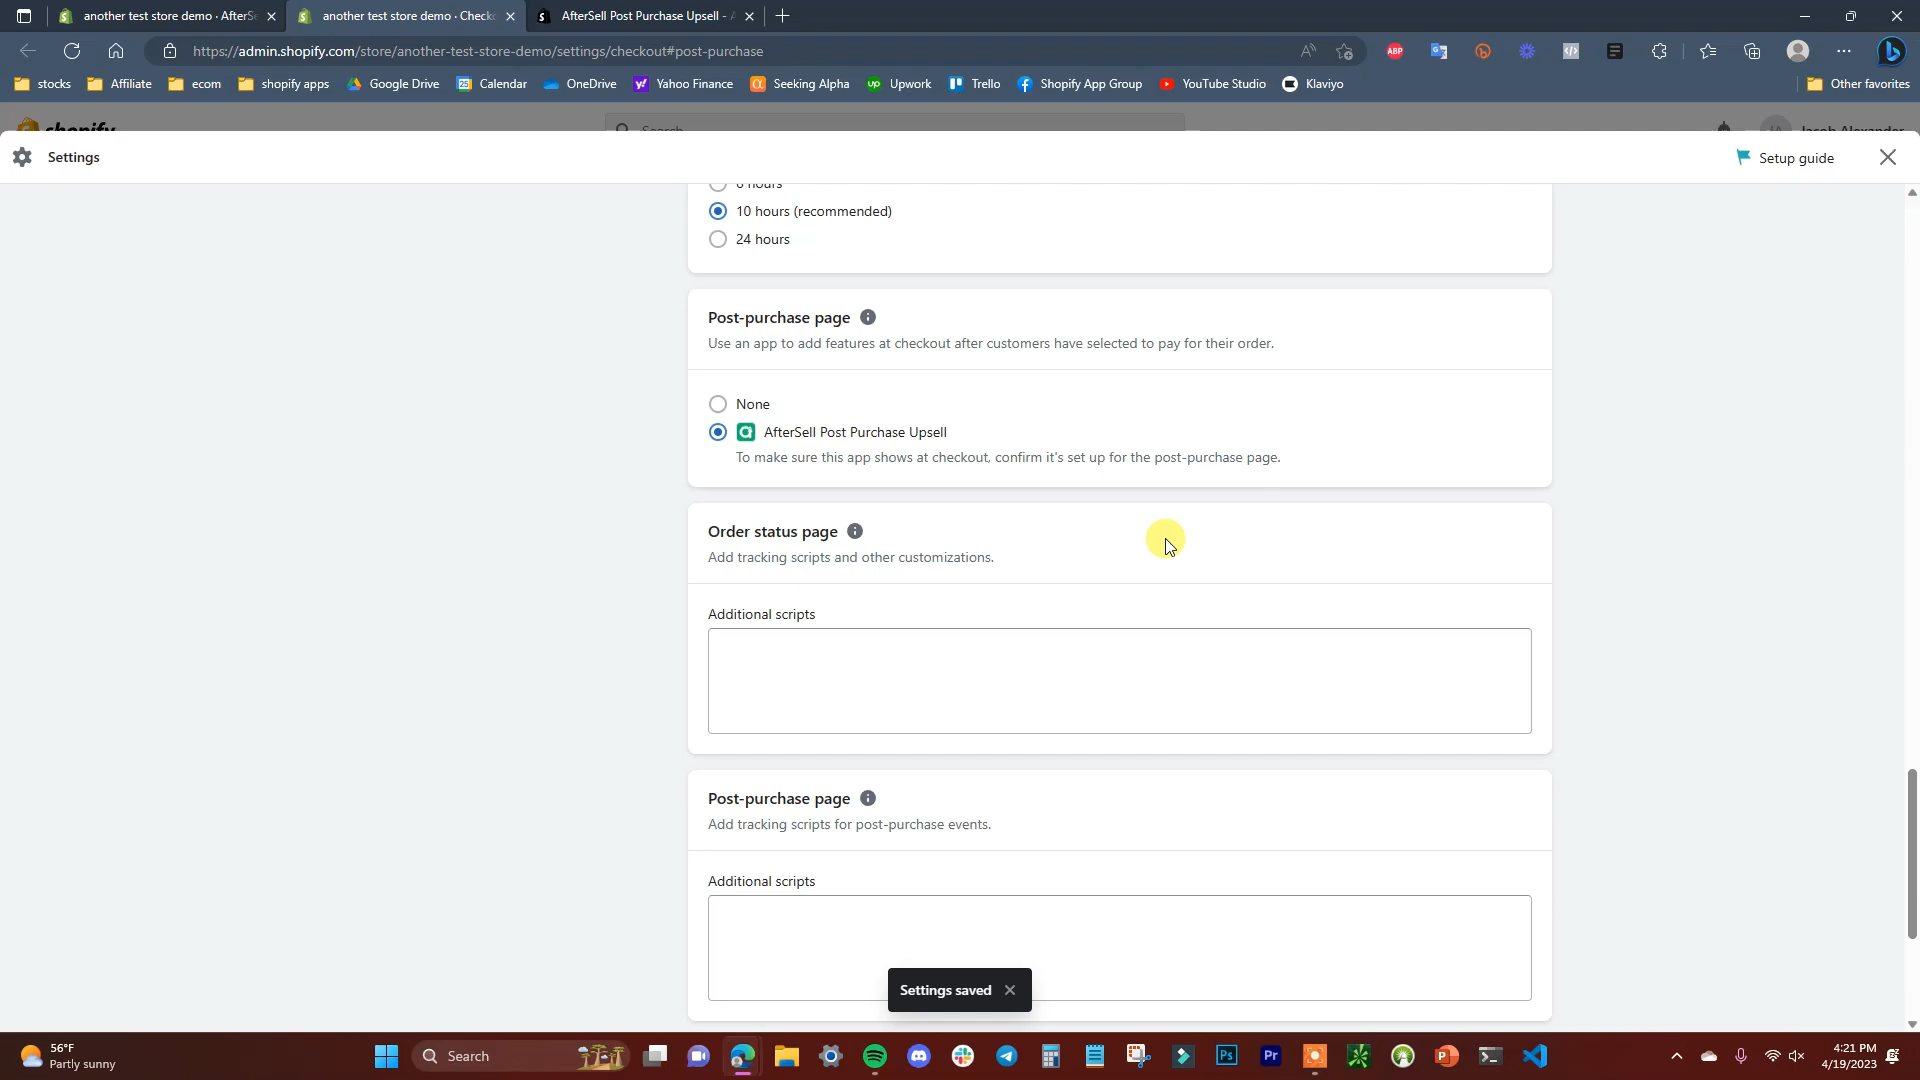 another test store demo · AfterSe
another test store demo · Checko
AfterSell Post Purchase Upsell - A
https://admin.shopify.com/store/another-test-store-demo/settings/checkout#post-purchase
ABP
stocks
Affiliate
ecom
shopify apps
Google Drive
Calendar
OneDrive
Yahoo Finance
Seeking Alpha
Upwork
Trello
Shopify App Group
YouTube Studio
Klaviyo
Other favorites
shopify
Search
Jacob Alexander
Settings
Setup guide
6 hours
10 hours (recommended)
24 hours
Post-purchase page
Use an app to add features at checkout after customers have selected to pay for their order.
None
AfterSell Post Purchase Upsell
To make sure this app shows at checkout, confirm it's set up for the post-purchase page.
Order status page
Add tracking scripts and other customizations.
Additional scripts
Post-purchase page
Add tracking scripts for post-purchase events.
Additional scripts
Settings saved
56°F
Partly sunny
Search
Ps
Pr
4:21 PM
4/19/2023